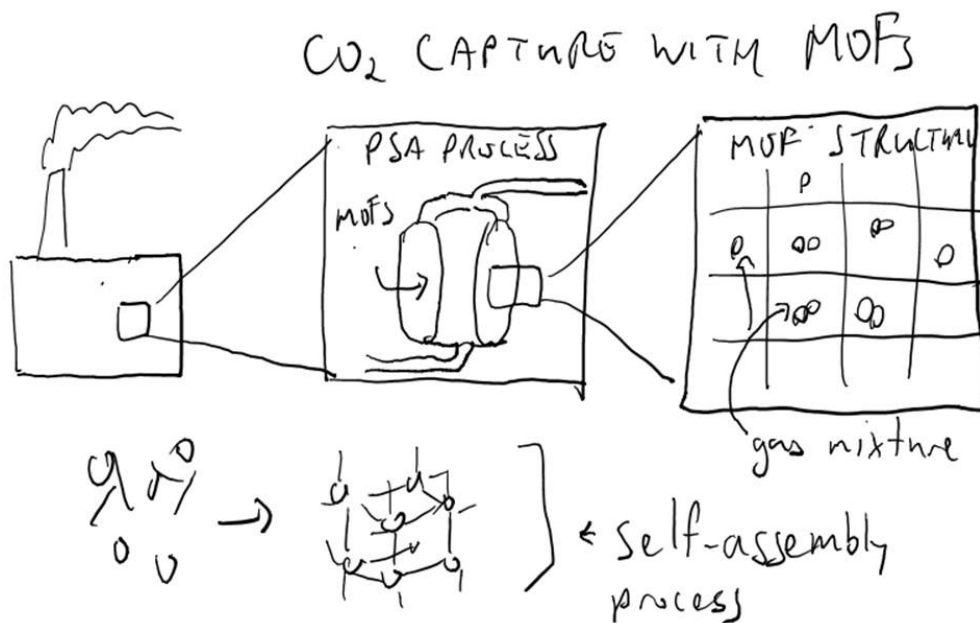 CO2 CAPTURE WITH MOFs
PSA PROCESS
MOFs
MOF STRUCTURE
gas mixture
self-assembly
process